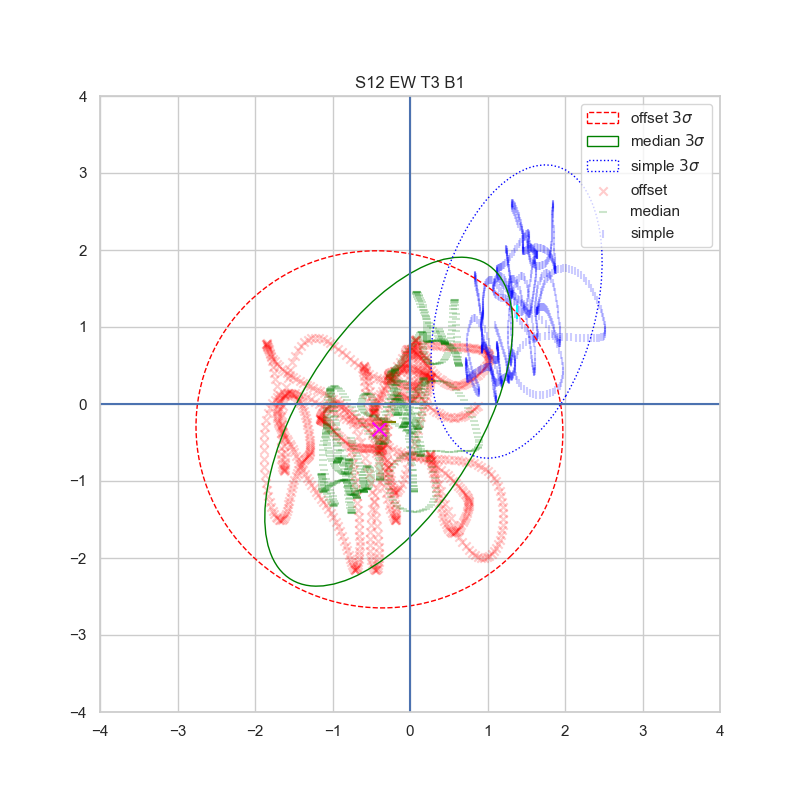 S12 EW T3 B1
offset 3σ
median 3σ
simple 3σ
offset
median
simple
4
3
2
1
0
−1
−2
−3
−4
−4 −3 −2 −1 0 1 2 3 4